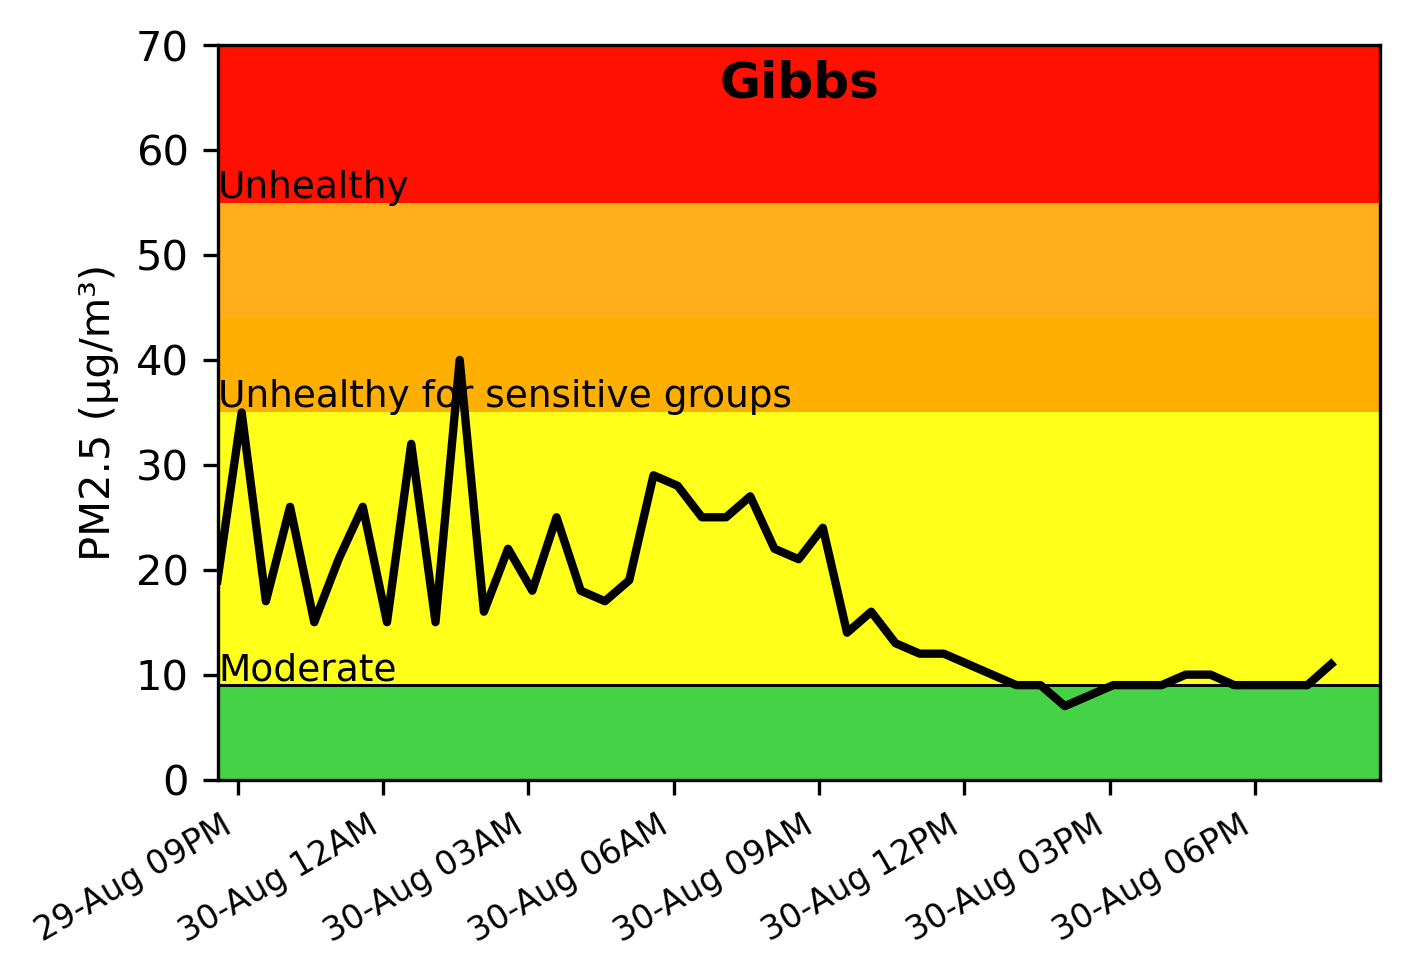 Gibbs
PM2.5 (µg/m³)
70
60
50
40
30
20
10
0
Unhealthy
Unhealthy for sensitive groups
Moderate
29-Aug 09PM
30-Aug 12AM
30-Aug 03AM
30-Aug 06AM
30-Aug 09AM
30-Aug 12PM
30-Aug 03PM
30-Aug 06PM